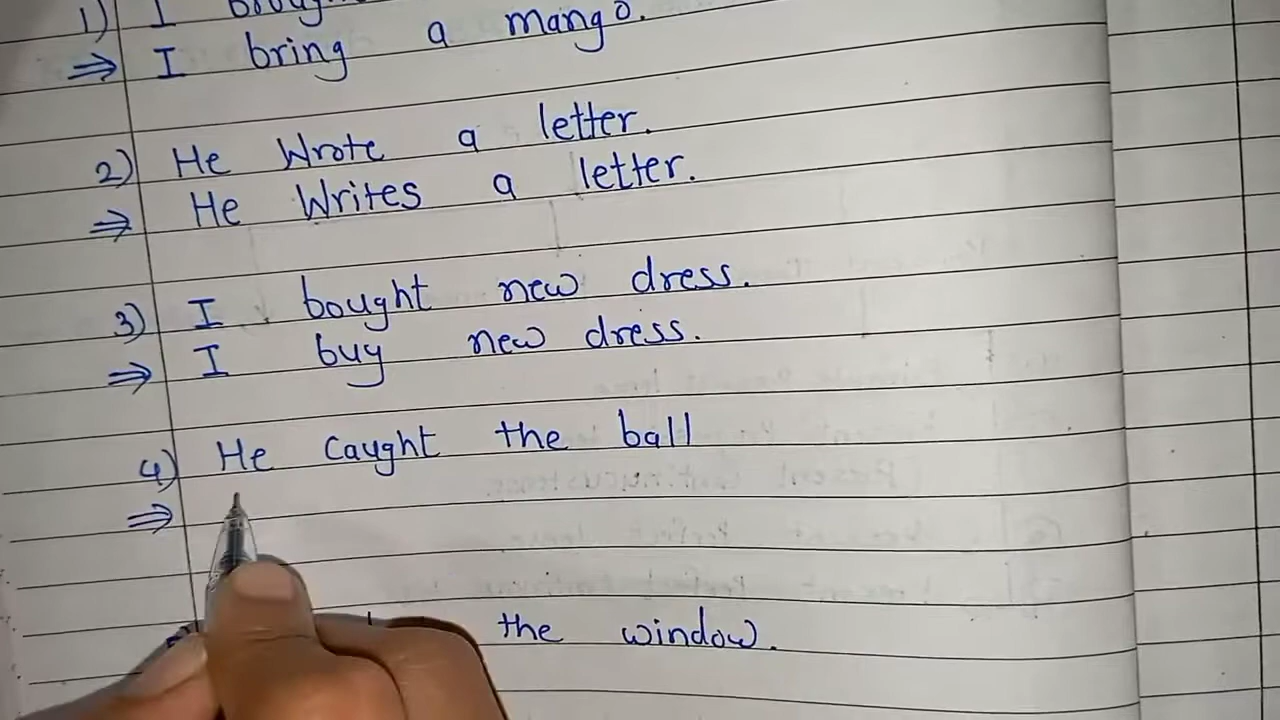 1) I
⇒ I bring a mango.
2) He Wrote a letter.
⇒ He Writes a letter.
3) I bought new dress.
⇒ I buy new dress.
4) He caught the ball
⇒
the window.